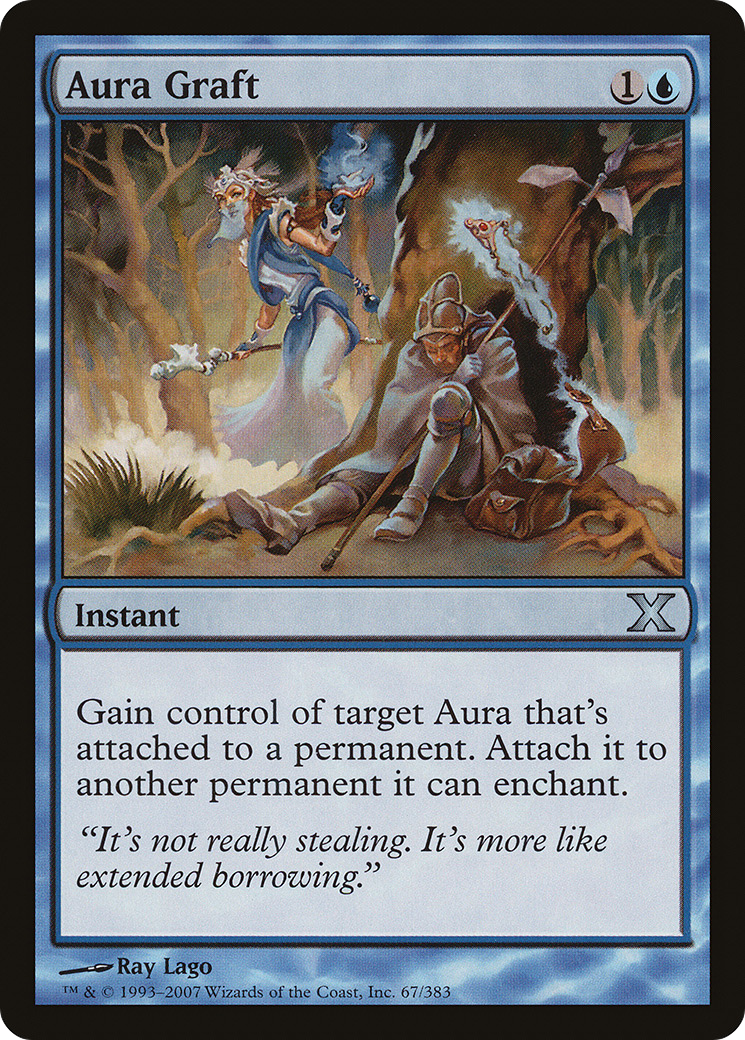 Aura Graft 1
Instant X
Gain control of target Aura that's
attached to a permanent. Attach it to
another permanent it can enchant.
“It's not really stealing. It's more like
extended borrowing.”
Ray Lago
™ & © 1993–2007 Wizards of the Coast, Inc. 67/383